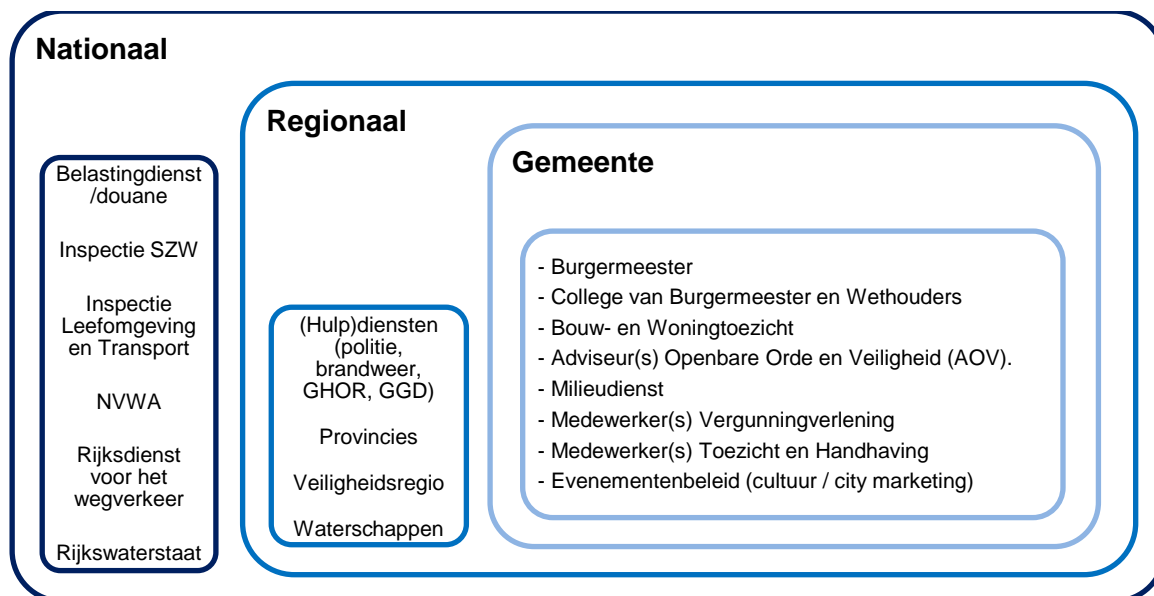 Nationaal
Belastingdienst
/douane
Inspectie SZW
Inspectie
Leefomgeving
en Transport
NVWA
Rijksdienst
voor het
wegverkeer
Rijkswaterstaat
Regionaal
(Hulp)diensten
(politie,
brandweer,
GHOR, GGD)
Provincies
Veiligheidsregio
Waterschappen
Gemeente
- Burgermeester
- College van Burgermeester en Wethouders
- Bouw- en Woningtoezicht
- Adviseur(s) Openbare Orde en Veiligheid (AOV).
- Milieudienst
- Medewerker(s) Vergunningverlening
- Medewerker(s) Toezicht en Handhaving
- Evenementenbeleid (cultuur / city marketing)